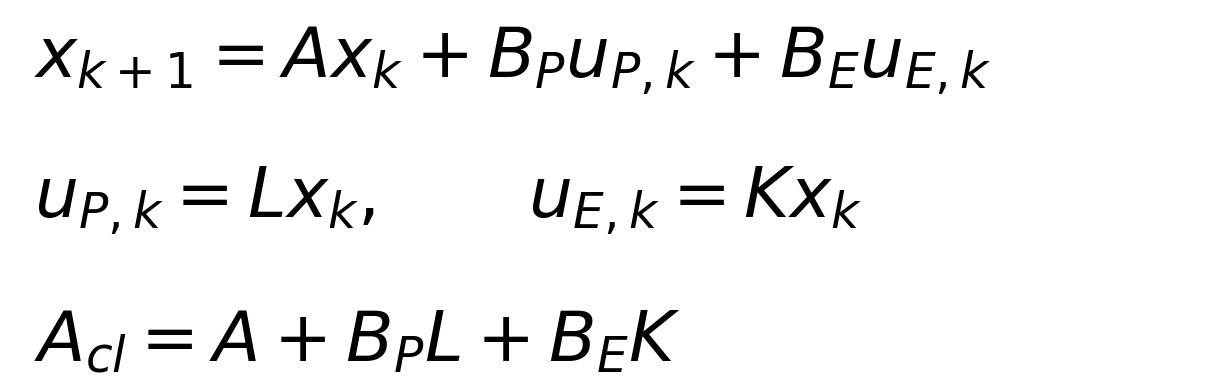 x_{k+1} = Ax_k + B_P u_{P,k} + B_E u_{E,k}
u_{P,k} = Lx_k, u_{E,k} = Kx_k
A_{cl} = A + B_P L + B_E K